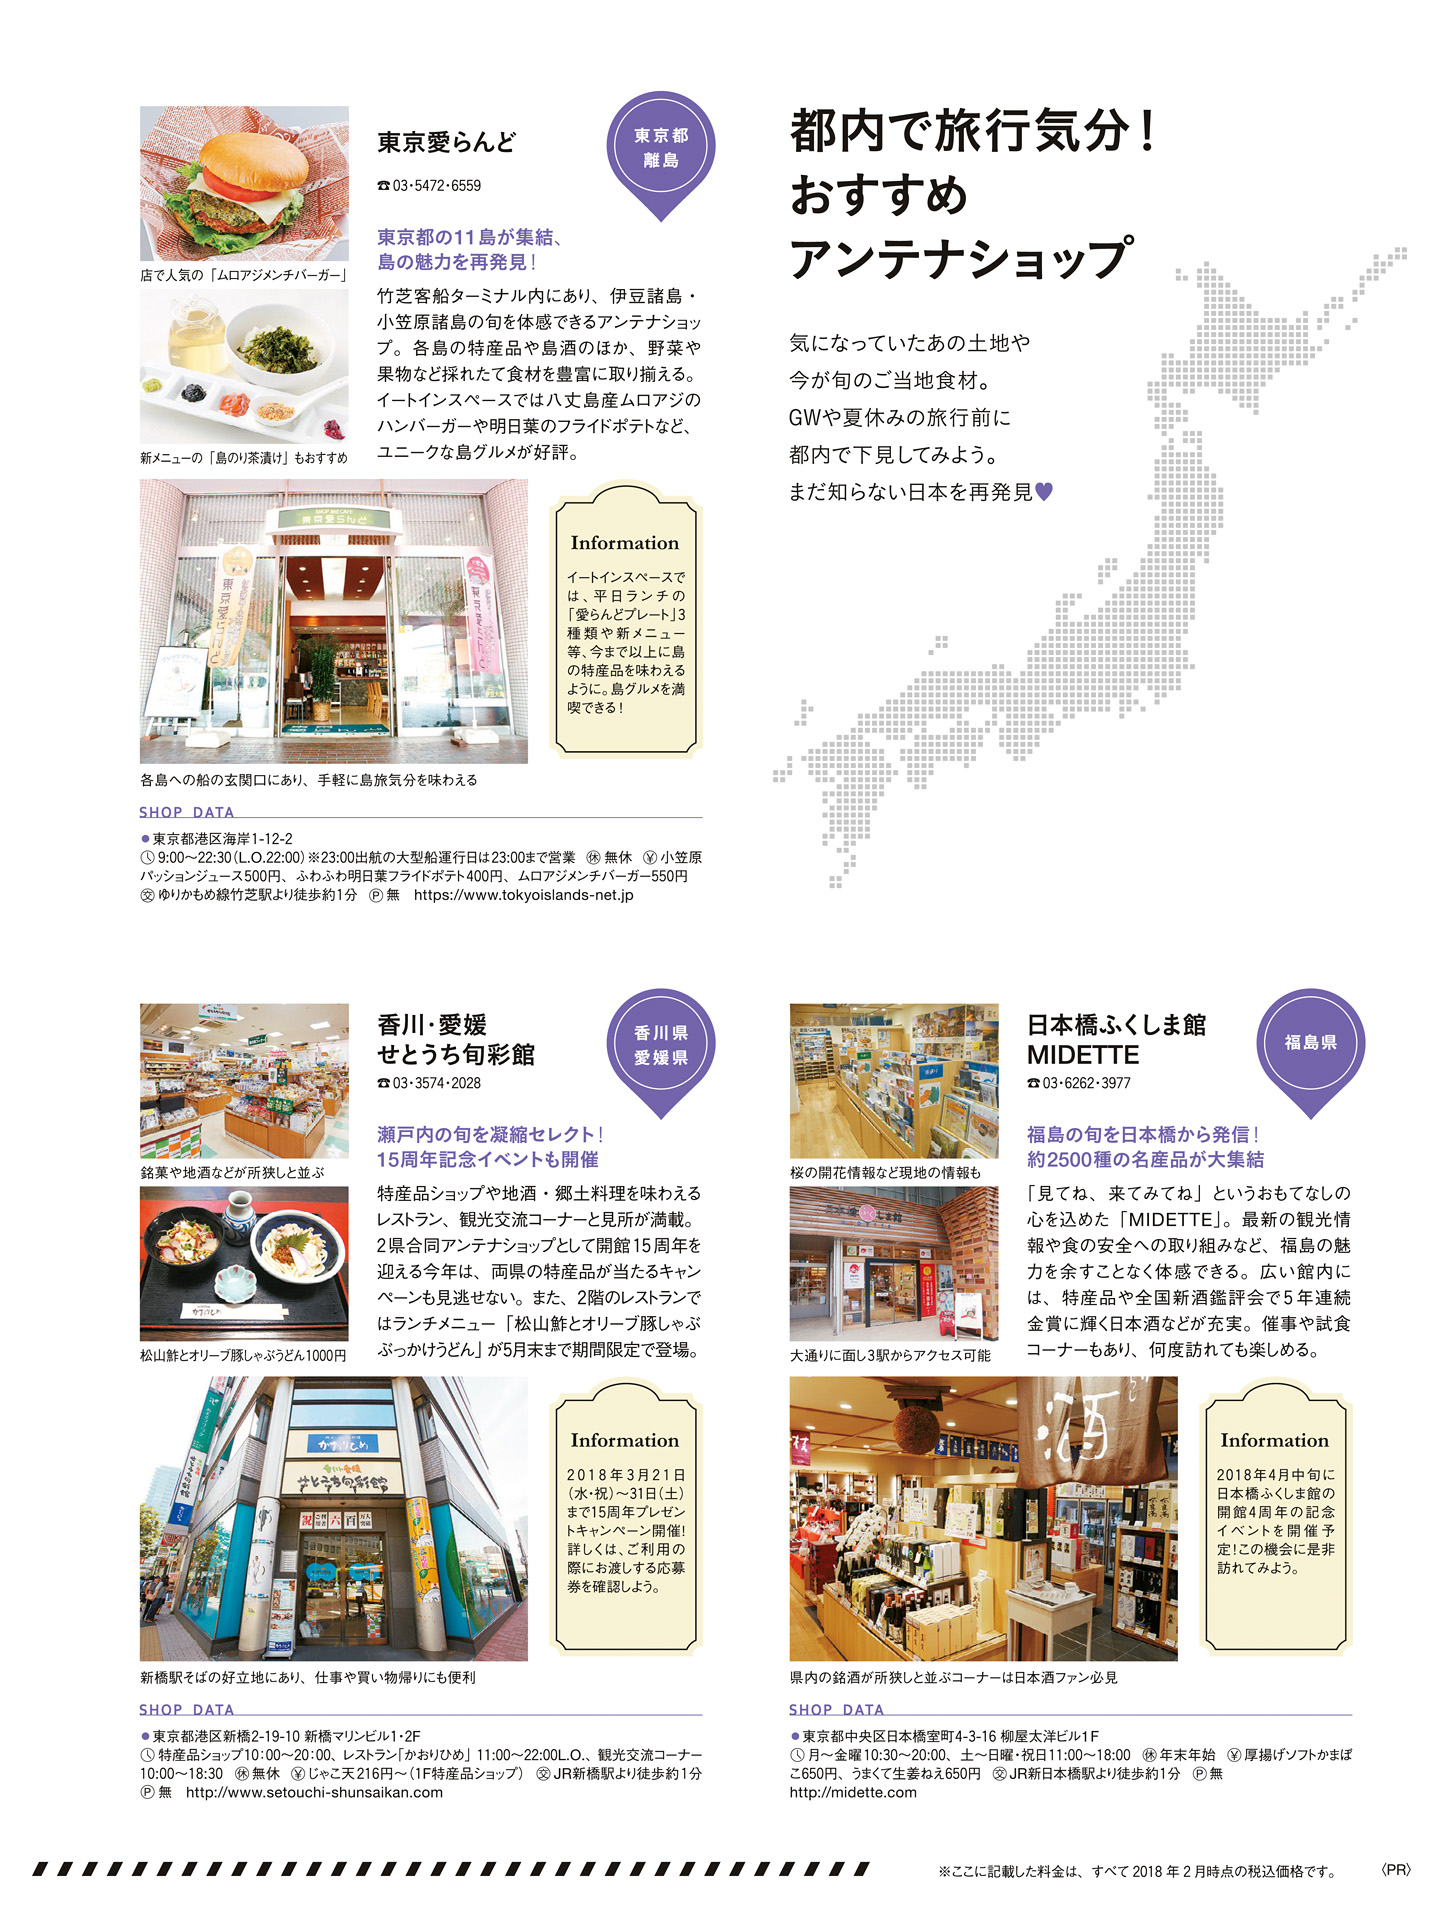 都内で旅行気分！
おすすめ
アンテナショップ
気になっていたあの土地や
今が旬のご当地食材。
GWや夏休みの旅行前に
都内で下見してみよう。
まだ知らない日本を再発見♥
東京愛らんど
☎03・5472・6559
東京都
離島
東京都の11島が集結、
島の魅力を再発見！
竹芝客船ターミナル内にあり、伊豆諸島・
小笠原諸島の旬を体感できるアンテナショッ
プ。各島の特産品や島酒のほか、野菜や
果物など採れたて食材を豊富に取り揃える。
イートインスペースでは八丈島産ムロアジの
ハンバーガーや明日葉のフライドポテトなど、
ユニークな島グルメが好評。
店で人気の「ムロアジメンチバーガー」
新メニューの「島のり茶漬け」もおすすめ
SHOP AND CAFE
東京愛らんど
各島への船の玄関口にあり、手軽に島旅気分を味わえる
Information
イートインスペースで
は、平日ランチの
「愛らんどプレート」3
種類や新メニュー
等、今まで以上に島
の特産品を味わえる
ように。島グルメを満
喫できる！
SHOP DATA
●東京都港区海岸1-12-2
9:00〜22:30（L.O.22:00）※23:00出航の大型船運行日は23:00まで営業 ㊡無休 ￥小笠原
パッションジュース500円、ふわふわ明日葉フライドポテト400円、ムロアジメンチバーガー550円
交ゆりかもめ線竹芝駅より徒歩約1分 Ⓟ無 https://www.tokyoislands-net.jp
香川・愛媛
せとうち旬彩館
☎03・3574・2028
香川県
愛媛県
瀬戸内の旬を凝縮セレクト！
15周年記念イベントも開催
特産品ショップや地酒・郷土料理を味わえる
レストラン、観光交流コーナーと見所が満載。
2県合同アンテナショップとして開館15周年を
迎える今年は、両県の特産品が当たるキャン
ペーンも見逃せない。また、2階のレストランで
はランチメニュー「松山鮓とオリーブ豚しゃぶ
ぶっかけうどん」が5月末まで期間限定で登場。
銘菓や地酒などが所狭しと並ぶ
かおりひめ
松山鮓とオリーブ豚しゃぶうどん1000円
かおりひめ
香川・愛媛
せとうち旬彩館
新橋駅そばの好立地にあり、仕事や買い物帰りにも便利
Information
2018年3月21日
（水・祝）〜31日（土）
まで15周年プレゼン
トキャンペーン開催！
詳しくは、ご利用の
際にお渡しする応募
券を確認しよう。
SHOP DATA
●東京都港区新橋2-19-10 新橋マリンビル1・2F
特産品ショップ10:00〜20:00、レストラン「かおりひめ」11:00〜22:00L.O.、観光交流コーナー
10:00〜18:30 ㊡無休 ￥じゃこ天216円〜（1F特産品ショップ） 交JR新橋駅より徒歩約1分
Ⓟ無 http://www.setouchi-shunsaikan.com
日本橋ふくしま館
MIDETTE
☎03・6262・3977
福島県
福島の旬を日本橋から発信！
約2500種の名産品が大集結
「見てね、来てみてね」というおもてなしの
心を込めた「MIDETTE」。最新の観光情
報や食の安全への取り組みなど、福島の魅
力を余すことなく体感できる。広い館内に
は、特産品や全国新酒鑑評会で5年連続
金賞に輝く日本酒などが充実。催事や試食
コーナーもあり、何度訪れても楽しめる。
桜の開花情報など現地の情報も
大通りに面し3駅からアクセス可能
酒
県内の銘酒が所狭しと並ぶコーナーは日本酒ファン必見
Information
2018年4月中旬に
日本橋ふくしま館の
開館4周年の記念
イベントを開催予
定！この機会に是非
訪れてみよう。
SHOP DATA
●東京都中央区日本橋室町4-3-16 柳屋太洋ビル1F
月〜金曜10:30〜20:00、土〜日曜・祝日11:00〜18:00 ㊡年末年始 ￥厚揚げソフトかまぼ
こ650円、うまくて生姜ねえ650円 交JR新日本橋駅より徒歩約1分 Ⓟ無
http://midette.com
※ここに記載した料金は、すべて2018年2月時点の税込価格です。
〈PR〉